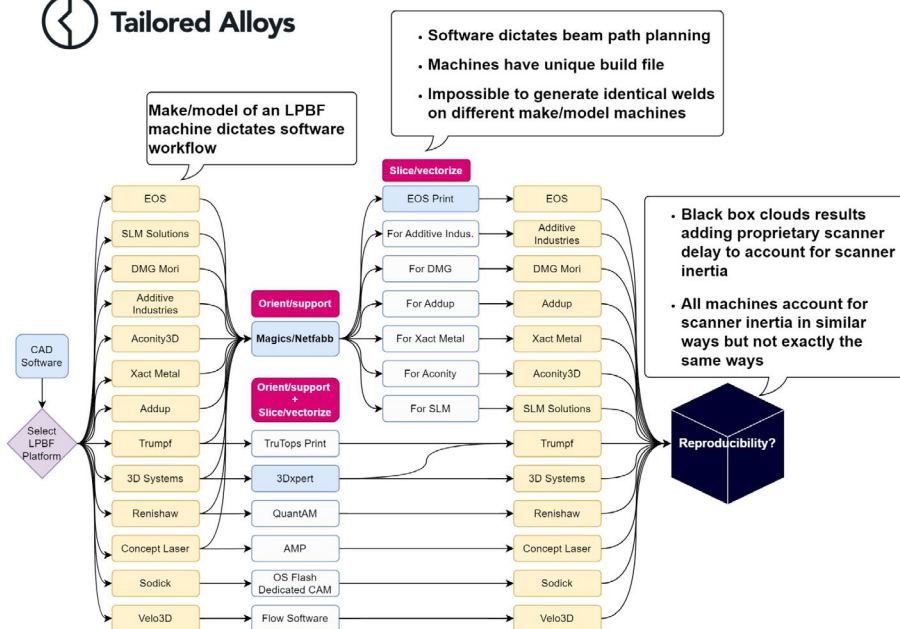 Tailored Alloys
• Software dictates beam path planning
• Machines have unique build file
• Impossible to generate identical welds
on different make/model machines
Make/model of an LPBF
machine dictates software
workflow
Slice/vectorize
EOS
EOS Print
EOS
SLM Solutions
For Additive Indus.
Additive
Industries
• Black box clouds results
adding proprietary scanner
delay to account for scanner
inertia
• All machines account for
scanner inertia in similar
ways but not exactly the
same ways
DMG Mori
For DMG
DMG Mori
Additive
Industries
Orient/support
For Addup
Addup
CAD
Software
Aconity3D
Magics/Netfabb
For Xact Metal
Xact Metal
Xact Metal
For Aconity
Aconity3D
Addup
Orient/support
+
Slice/vectorize
For SLM
SLM Solutions
Select
LPBF
Platform
Trumpf
TruTops Print
Trumpf
Reproducibility?
3D Systems
3Dxpert
3D Systems
Renishaw
QuantAM
Renishaw
Concept Laser
AMP
Concept Laser
Sodick
OS Flash
Dedicated CAM
Sodick
Velo3D
Flow Software
Velo3D